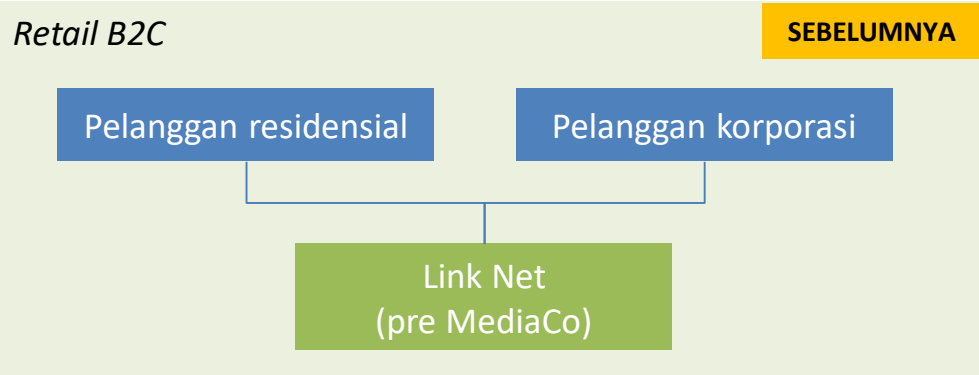 Retail B2C
SEBELUMNYA
Pelanggan residensial
Pelanggan korporasi
Link Net
(pre MediaCo)